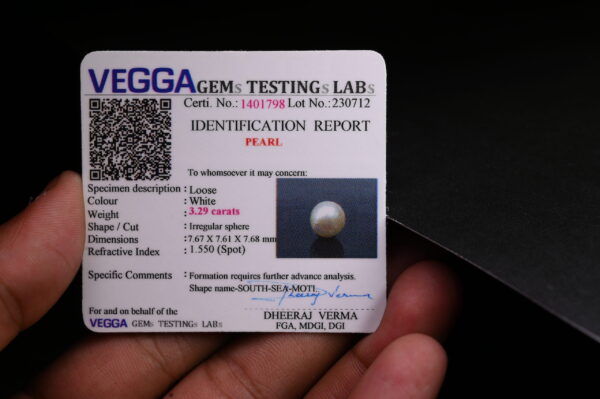 VEGGA GEMs TESTINGs LABs
Certi. No.: 1401798 Lot No.:230712
IDENTIFICATION REPORT
PEARL
To whomsoever it may concern:
Specimen description : Loose
Colour : White
Weight : 3.29 carats
Shape / Cut : Irregular sphere
Dimensions : 7.67 X 7.61 X 7.68 mm
Refractive Index : 1.550 (Spot)
Specific Comments : Formation requires further advance analysis.
Shape name-SOUTH-SEA-MOTI
Dheeraj Verma
For and on behalf of the
VEGGA GEMs TESTINGs LABs
DHEERAJ VERMA
FGA, MDGI, DGI